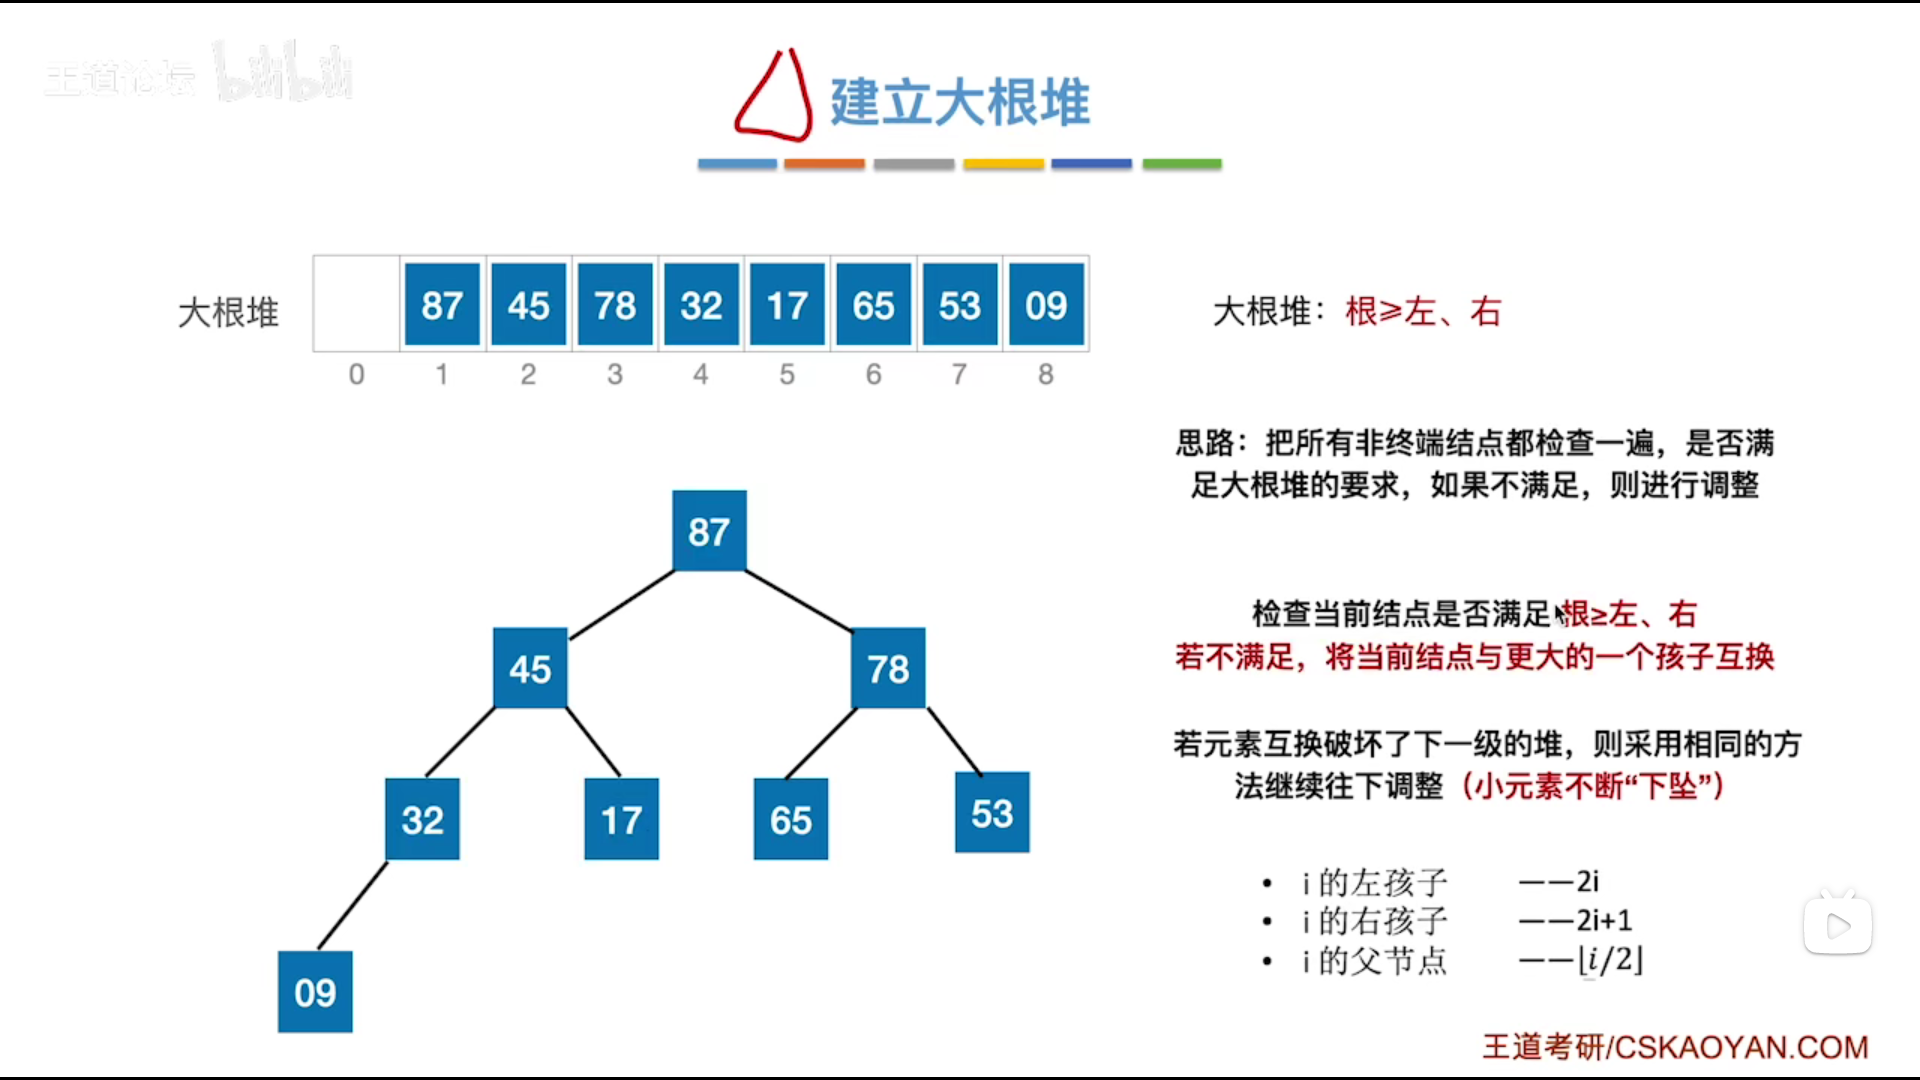 王道论坛 bilibili
建立大根堆
大根堆
87 45 78 32 17 65 53 09
0 1 2 3 4 5 6 7 8
大根堆：根≥左、右
思路：把所有非终端结点都检查一遍，是否满
足大根堆的要求，如果不满足，则进行调整
87
45 78
检查当前结点是否满足 根≥左、右
若不满足，将当前结点与更大的一个孩子互换
32 17 65 53
若元素互换破坏了下一级的堆，则采用相同的方
法继续往下调整（小元素不断“下坠”）
09
• i 的左孩子 ——2i
• i 的右孩子 ——2i+1
• i 的父节点 ——⌊i/2⌋
王道考研/CSKAOYAN.COM